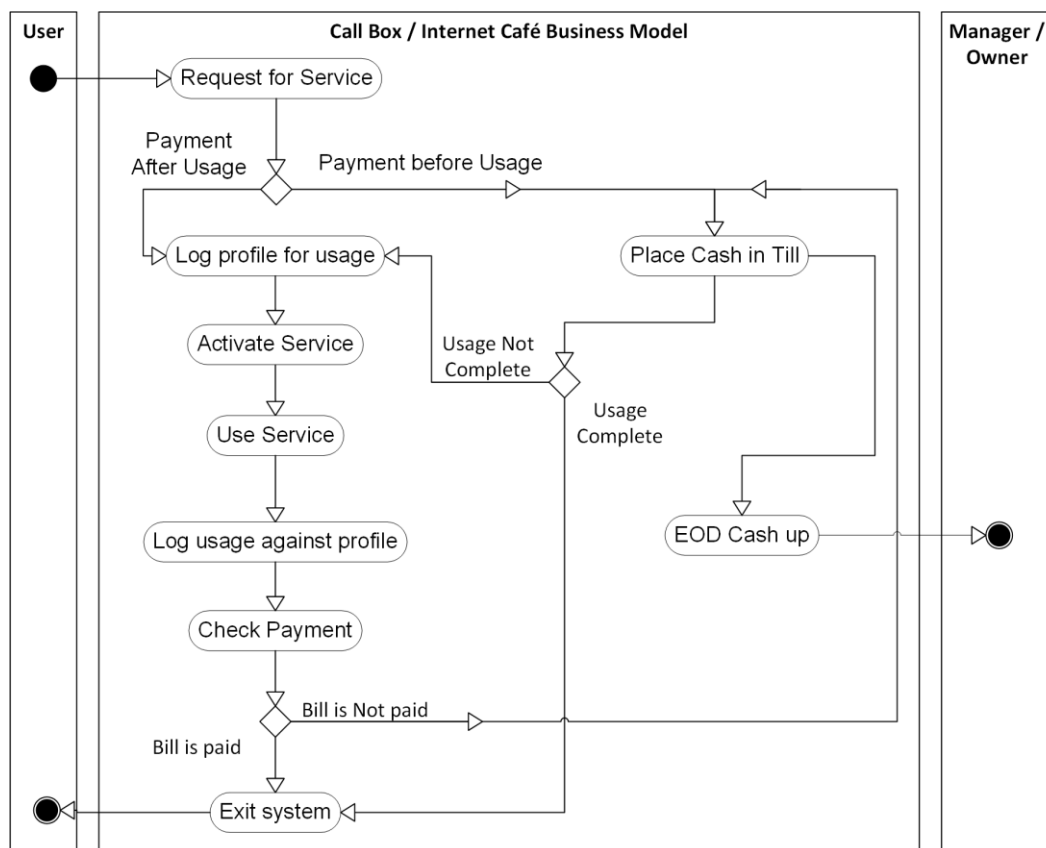 User
Call Box / Internet Café Business Model
Manager /
Owner
Request for Service
Payment
After Usage
Payment before Usage
Log profile for usage
Place Cash in Till
Activate Service
Usage Not
Complete
Usage
Complete
Use Service
Log usage against profile
EOD Cash up
Check Payment
Bill is Not paid
Bill is paid
Exit system